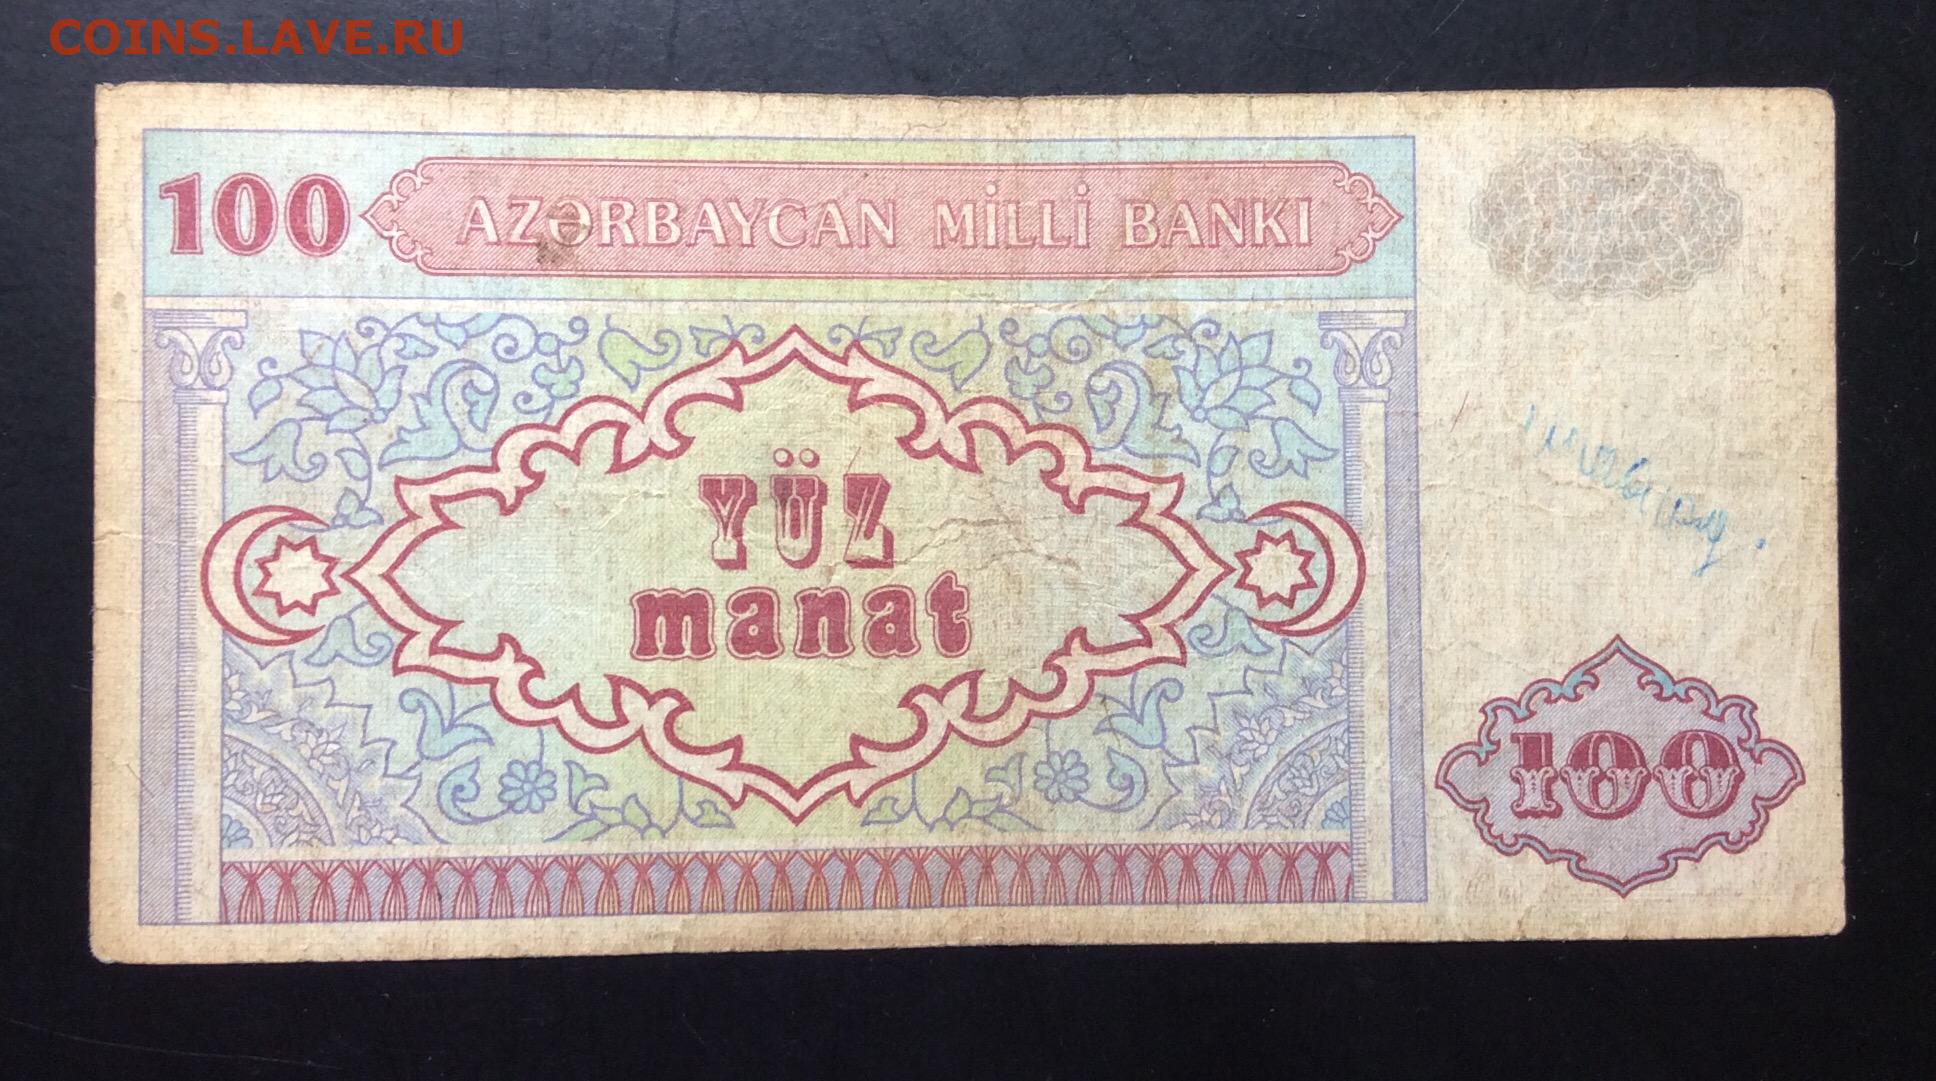 COINS.LAVE.RU
100 AZƏRBAYCAN MİLLİ BANKI
YÜZ
manat
100